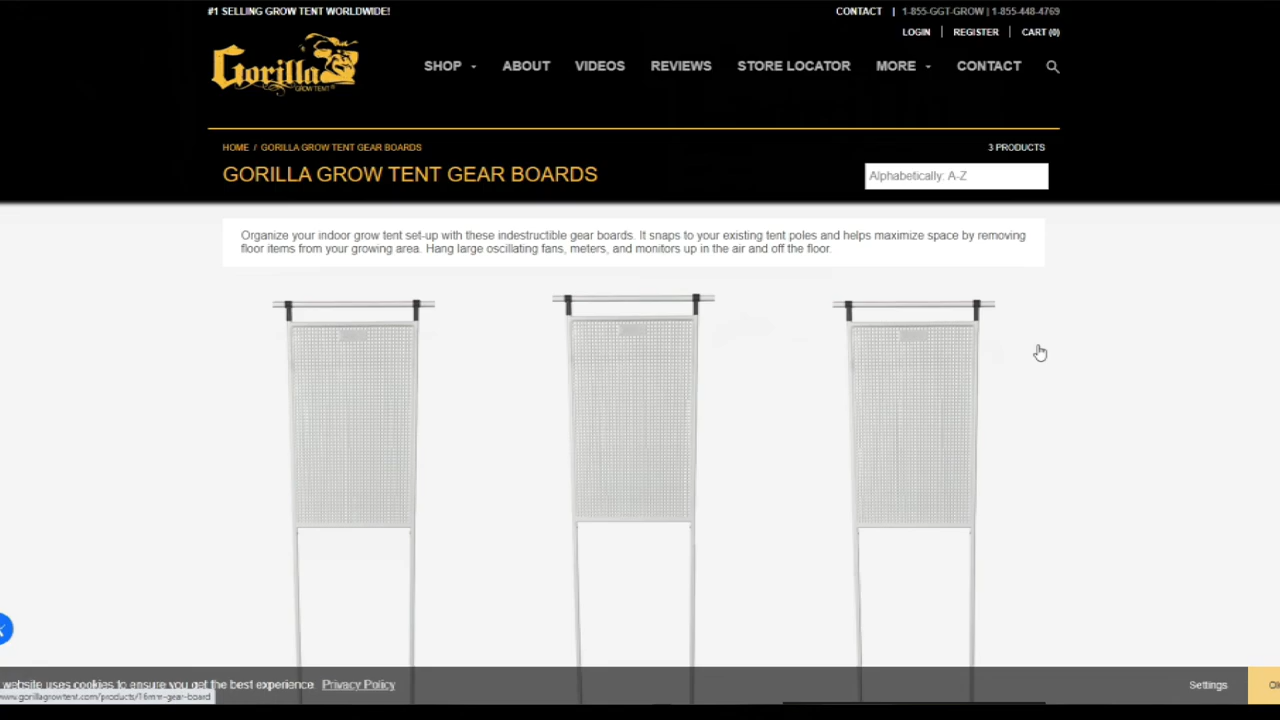 #1 SELLING GROW TENT WORLDWIDE!
CONTACT | 1-855-GGT-GROW | 1-855-448-4769
LOGIN | REGISTER | CART (0)
Gorilla
GROW TENT
SHOP ABOUT VIDEOS REVIEWS STORE LOCATOR MORE CONTACT
HOME / GORILLA GROW TENT GEAR BOARDS
3 PRODUCTS
GORILLA GROW TENT GEAR BOARDS
Alphabetically: A-Z
Organize your indoor grow tent set-up with these indestructible gear boards. It snaps to your existing tent poles and helps maximize space by removing
floor items from your growing area. Hang large oscillating fans, meters, and monitors up in the air and off the floor.
website uses cookies to ensure you get the best experience. Privacy Policy
Settings
www.gorillagrowtent.com/products/16mm-gear-board